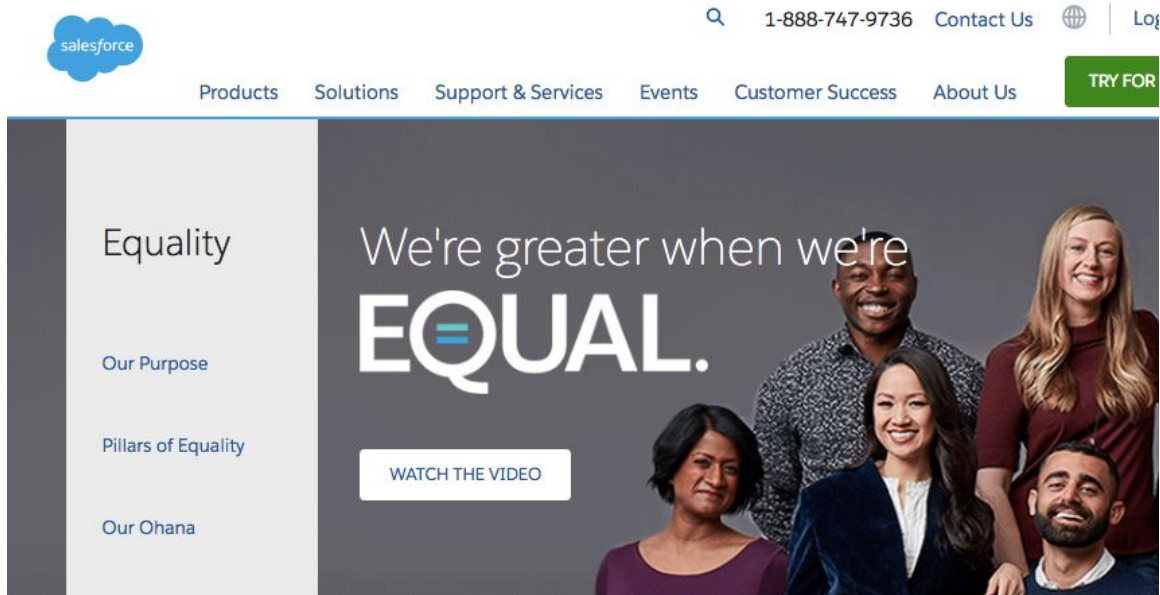 salesforce
1-888-747-9736 Contact Us
Products Solutions Support & Services Events Customer Success About Us
TRY FOR
Equality
Our Purpose
Pillars of Equality
Our Ohana
We're greater when we're
EQUAL.
WATCH THE VIDEO